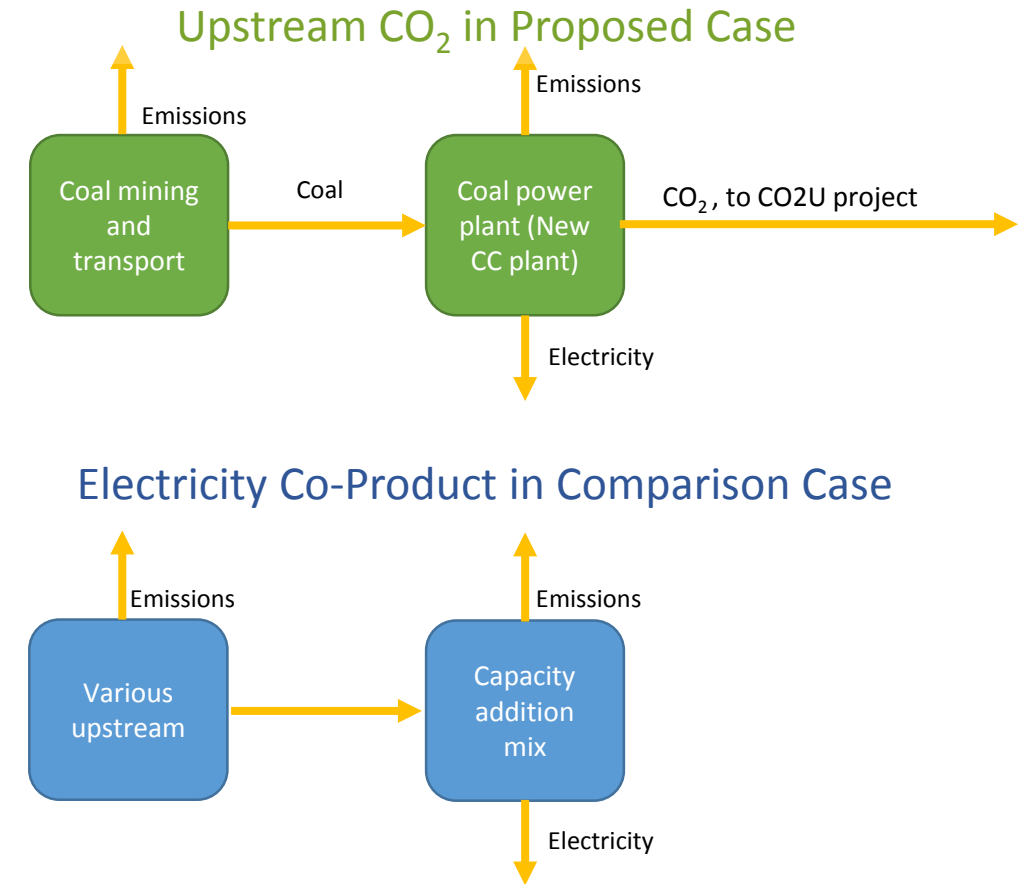 Upstream CO₂ in Proposed Case
Emissions
Emissions
Coal mining
and
transport
Coal
Coal power
plant (New
CC plant)
CO₂ , to CO2U project
Electricity
Electricity Co-Product in Comparison Case
Emissions
Emissions
Various
upstream
Capacity
addition
mix
Electricity